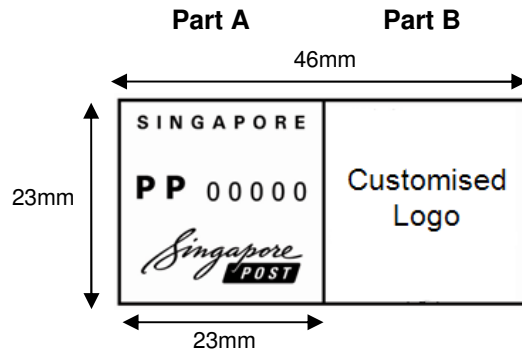 Part A Part B
46mm
SINGAPORE
PP 00000
23mm
Customised
Logo
Singapore
POST
23mm